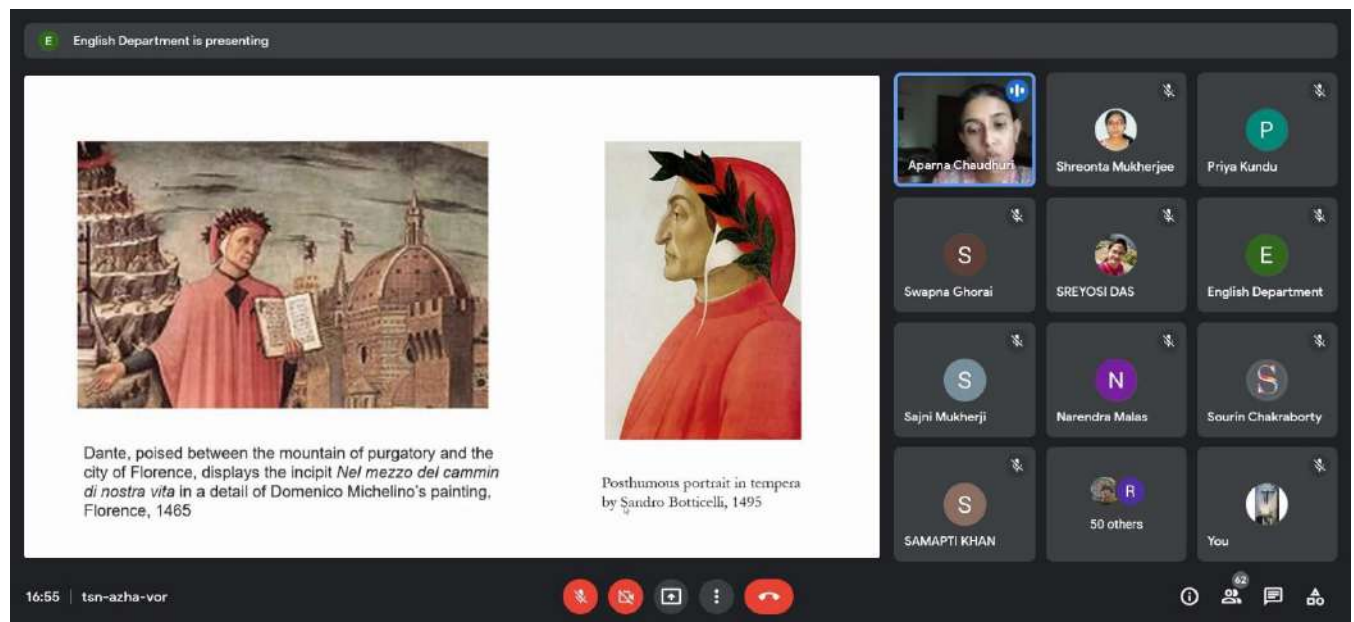 E English Department is presenting
Dante, poised between the mountain of purgatory and the
city of Florence, displays the incipit Nel mezzo del cammin
di nostra vita in a detail of Domenico Michelino's painting,
Florence, 1465
Posthumous portrait in tempera
by Sandro Botticelli, 1495
Aparna Chaudhuri
Shreonta Mukherjee
P
Priya Kundu
S
Swapna Ghorai
SREYOSI DAS
E
English Department
S
Sajni Mukherji
N
Narendra Malas
S
Sourin Chakraborty
S
SAMAPTI KHAN
R
50 others
You
16:55 | tsn-azha-vor
62